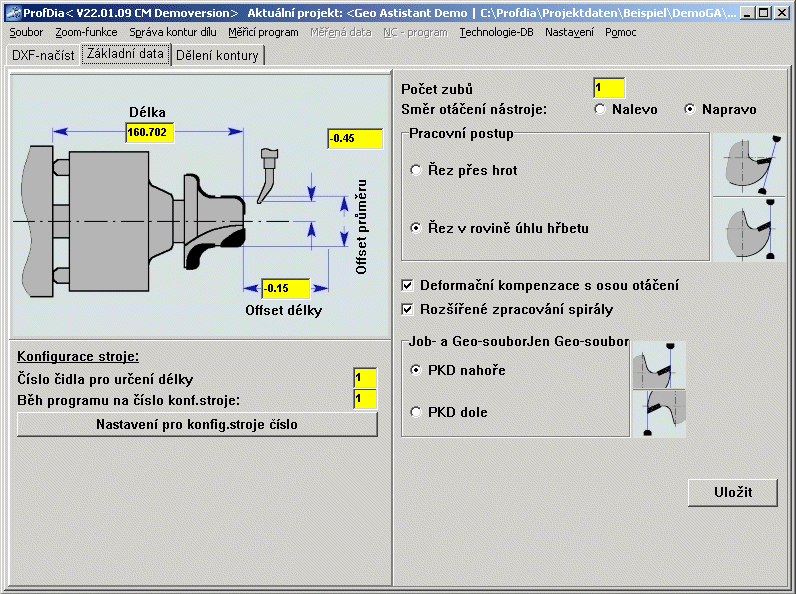 ProfDia< V22.01.09 CM Demoversion> Aktuální projekt: <Geo Astistant Demo | C:\Profdia\Projektdaten\Beispiel\DemoGA\...
Soubor Zoom-funkce Správa kontur dílu Měřicí program Měřená data NC - program Technologie-DB Nastavení Pomoc
DXF-načíst Základní data Dělení kontury
Délka
160.702
-0.45
Offset průměru
-0.15
Offset délky
Konfigurace stroje:
Číslo čidla pro určení délky 1
Běh programu na číslo konf.stroje: 1
Nastavení pro konfig.stroje číslo
Počet zubů 1
Směr otáčení nástroje: Nalevo Napravo
Pracovní postup
Řez přes hrot
Řez v rovině úhlu hřbetu
Deformační kompenzace s osou otáčení
Rozšířené zpracování spirály
Job- a Geo-souborJen Geo-soubor
PKD nahoře
PKD dole
Uložit